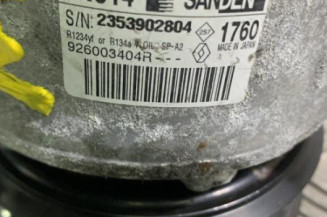 SANDEN
S/N: 2353902804
1760
R1234yf or R134a
OIL: SP-A2
MADE IN JAPAN
926003404R